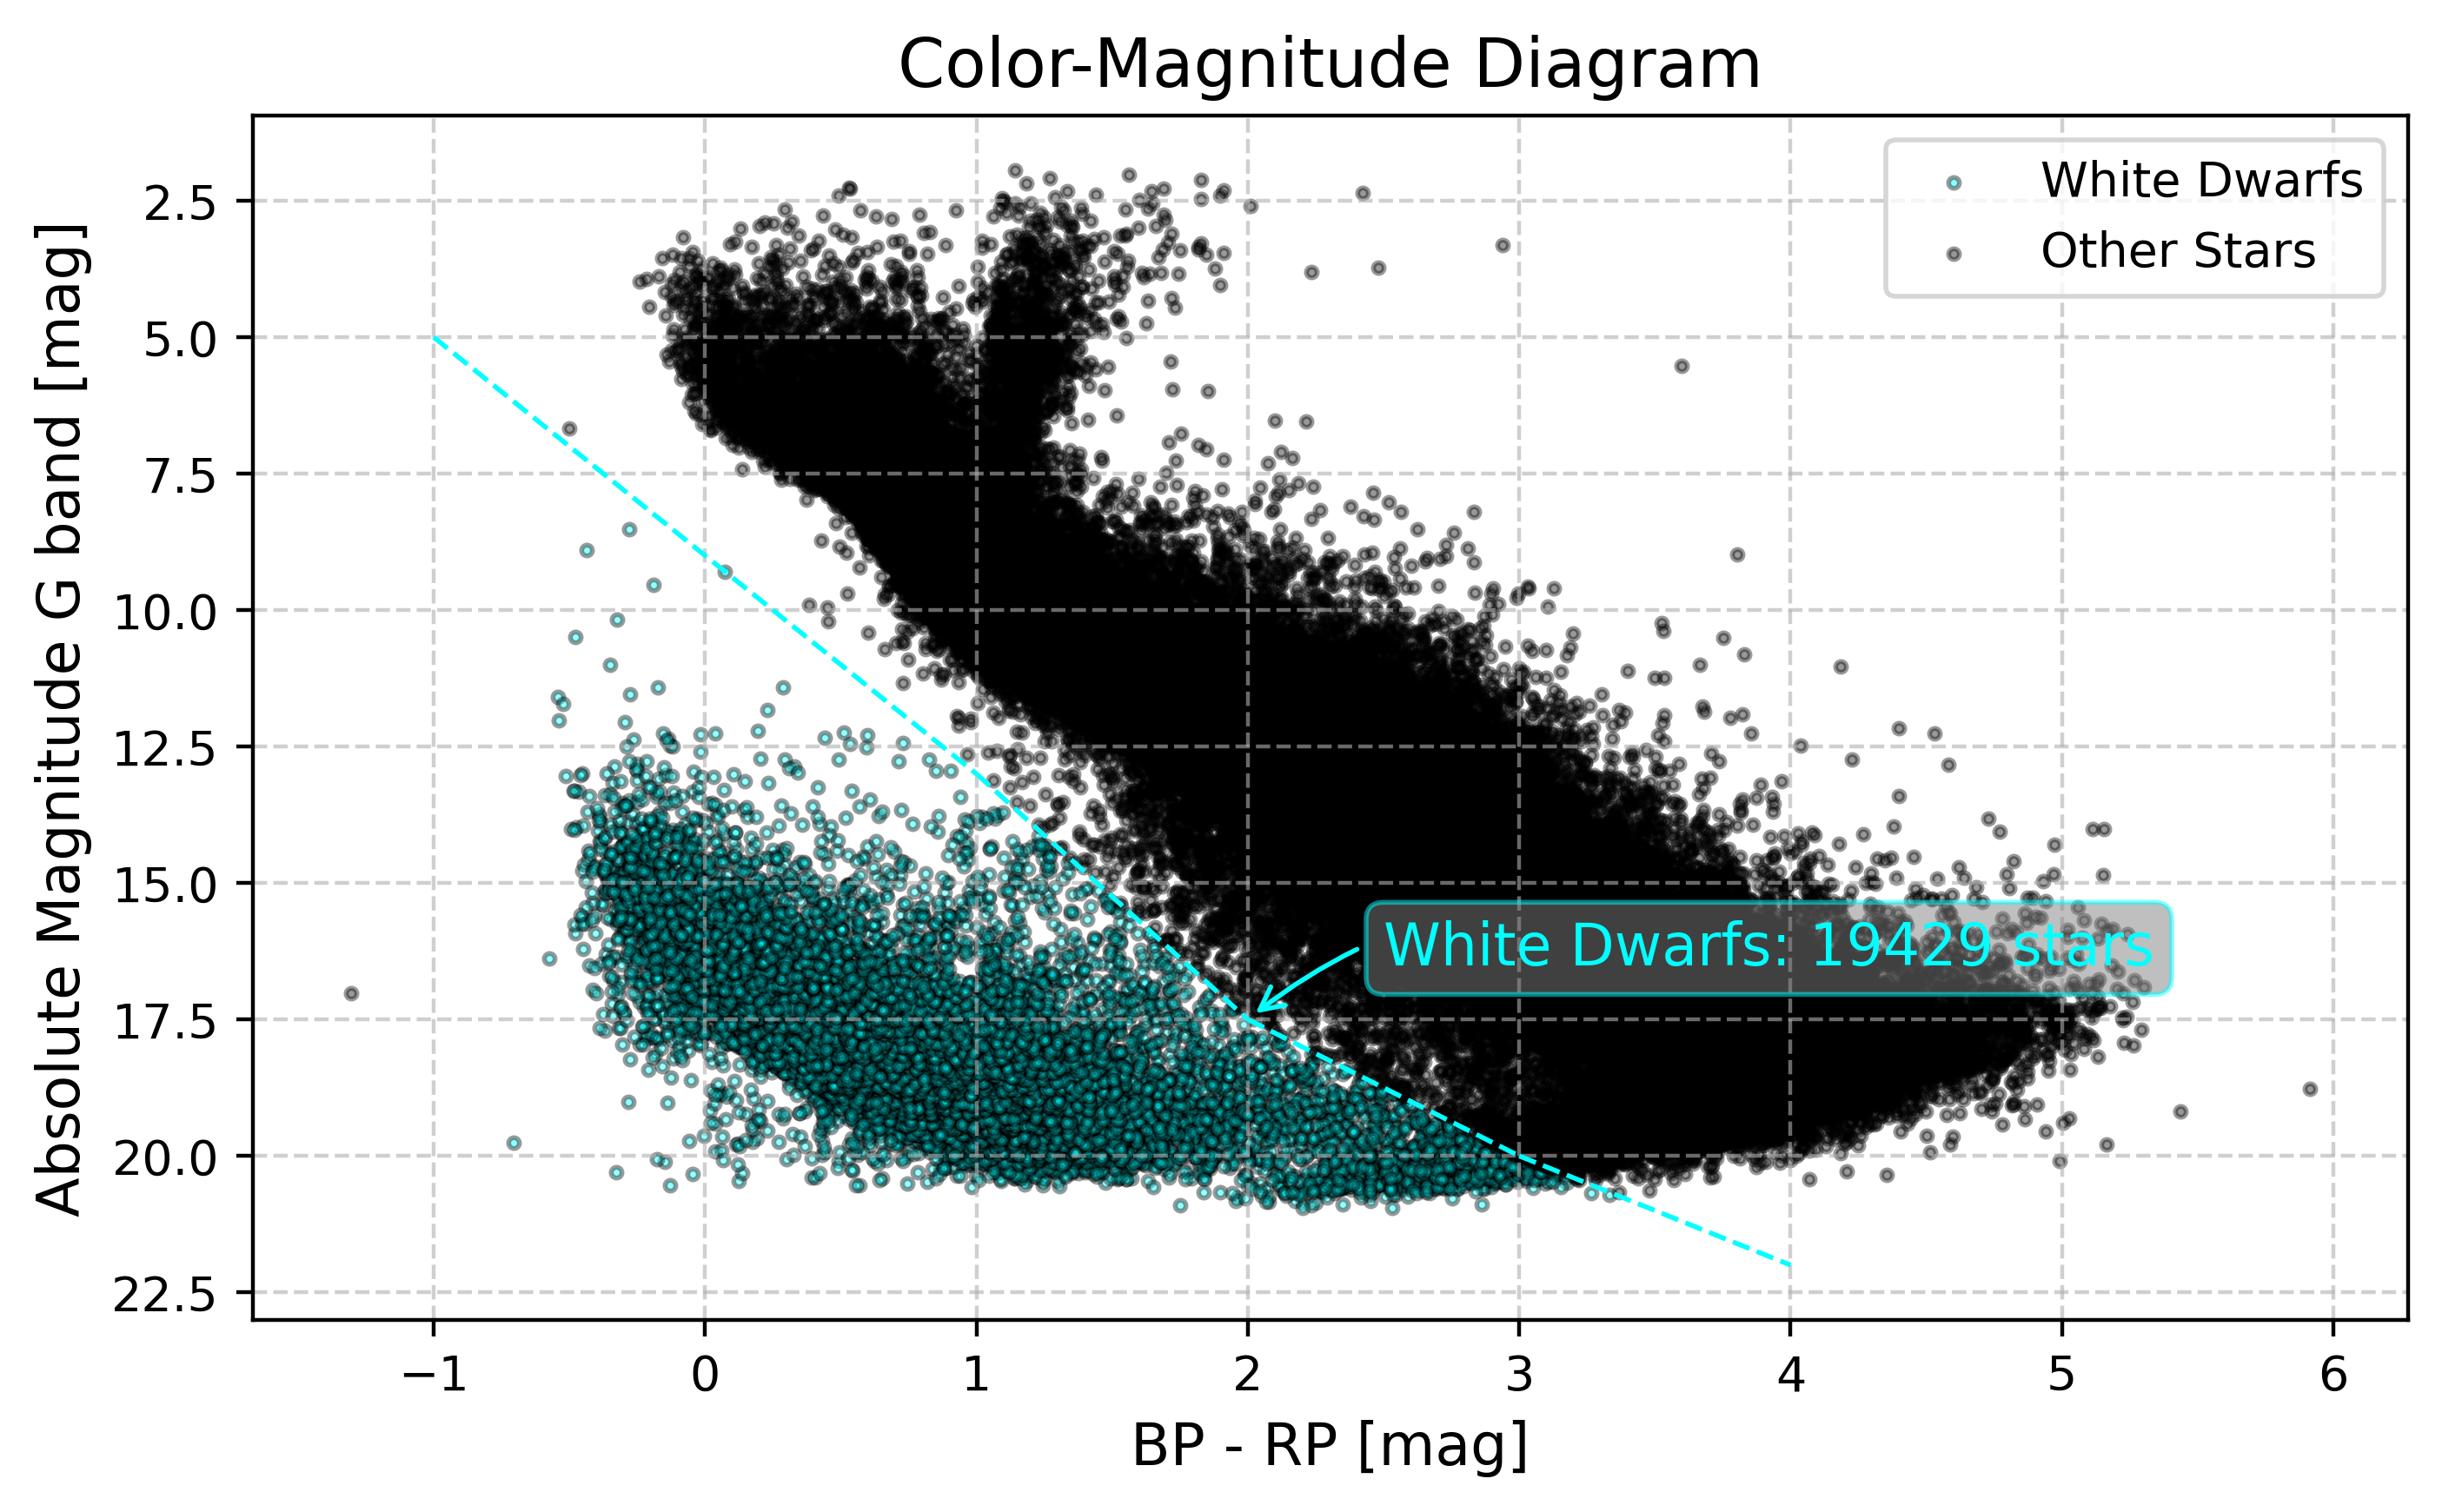 Color-Magnitude Diagram
White Dwarfs
Other Stars
2.5
5.0
7.5
10.0
12.5
15.0
17.5
20.0
22.5
Absolute Magnitude G band [mag]
White Dwarfs: 19429 stars
−1 0 1 2 3 4 5 6
BP - RP [mag]